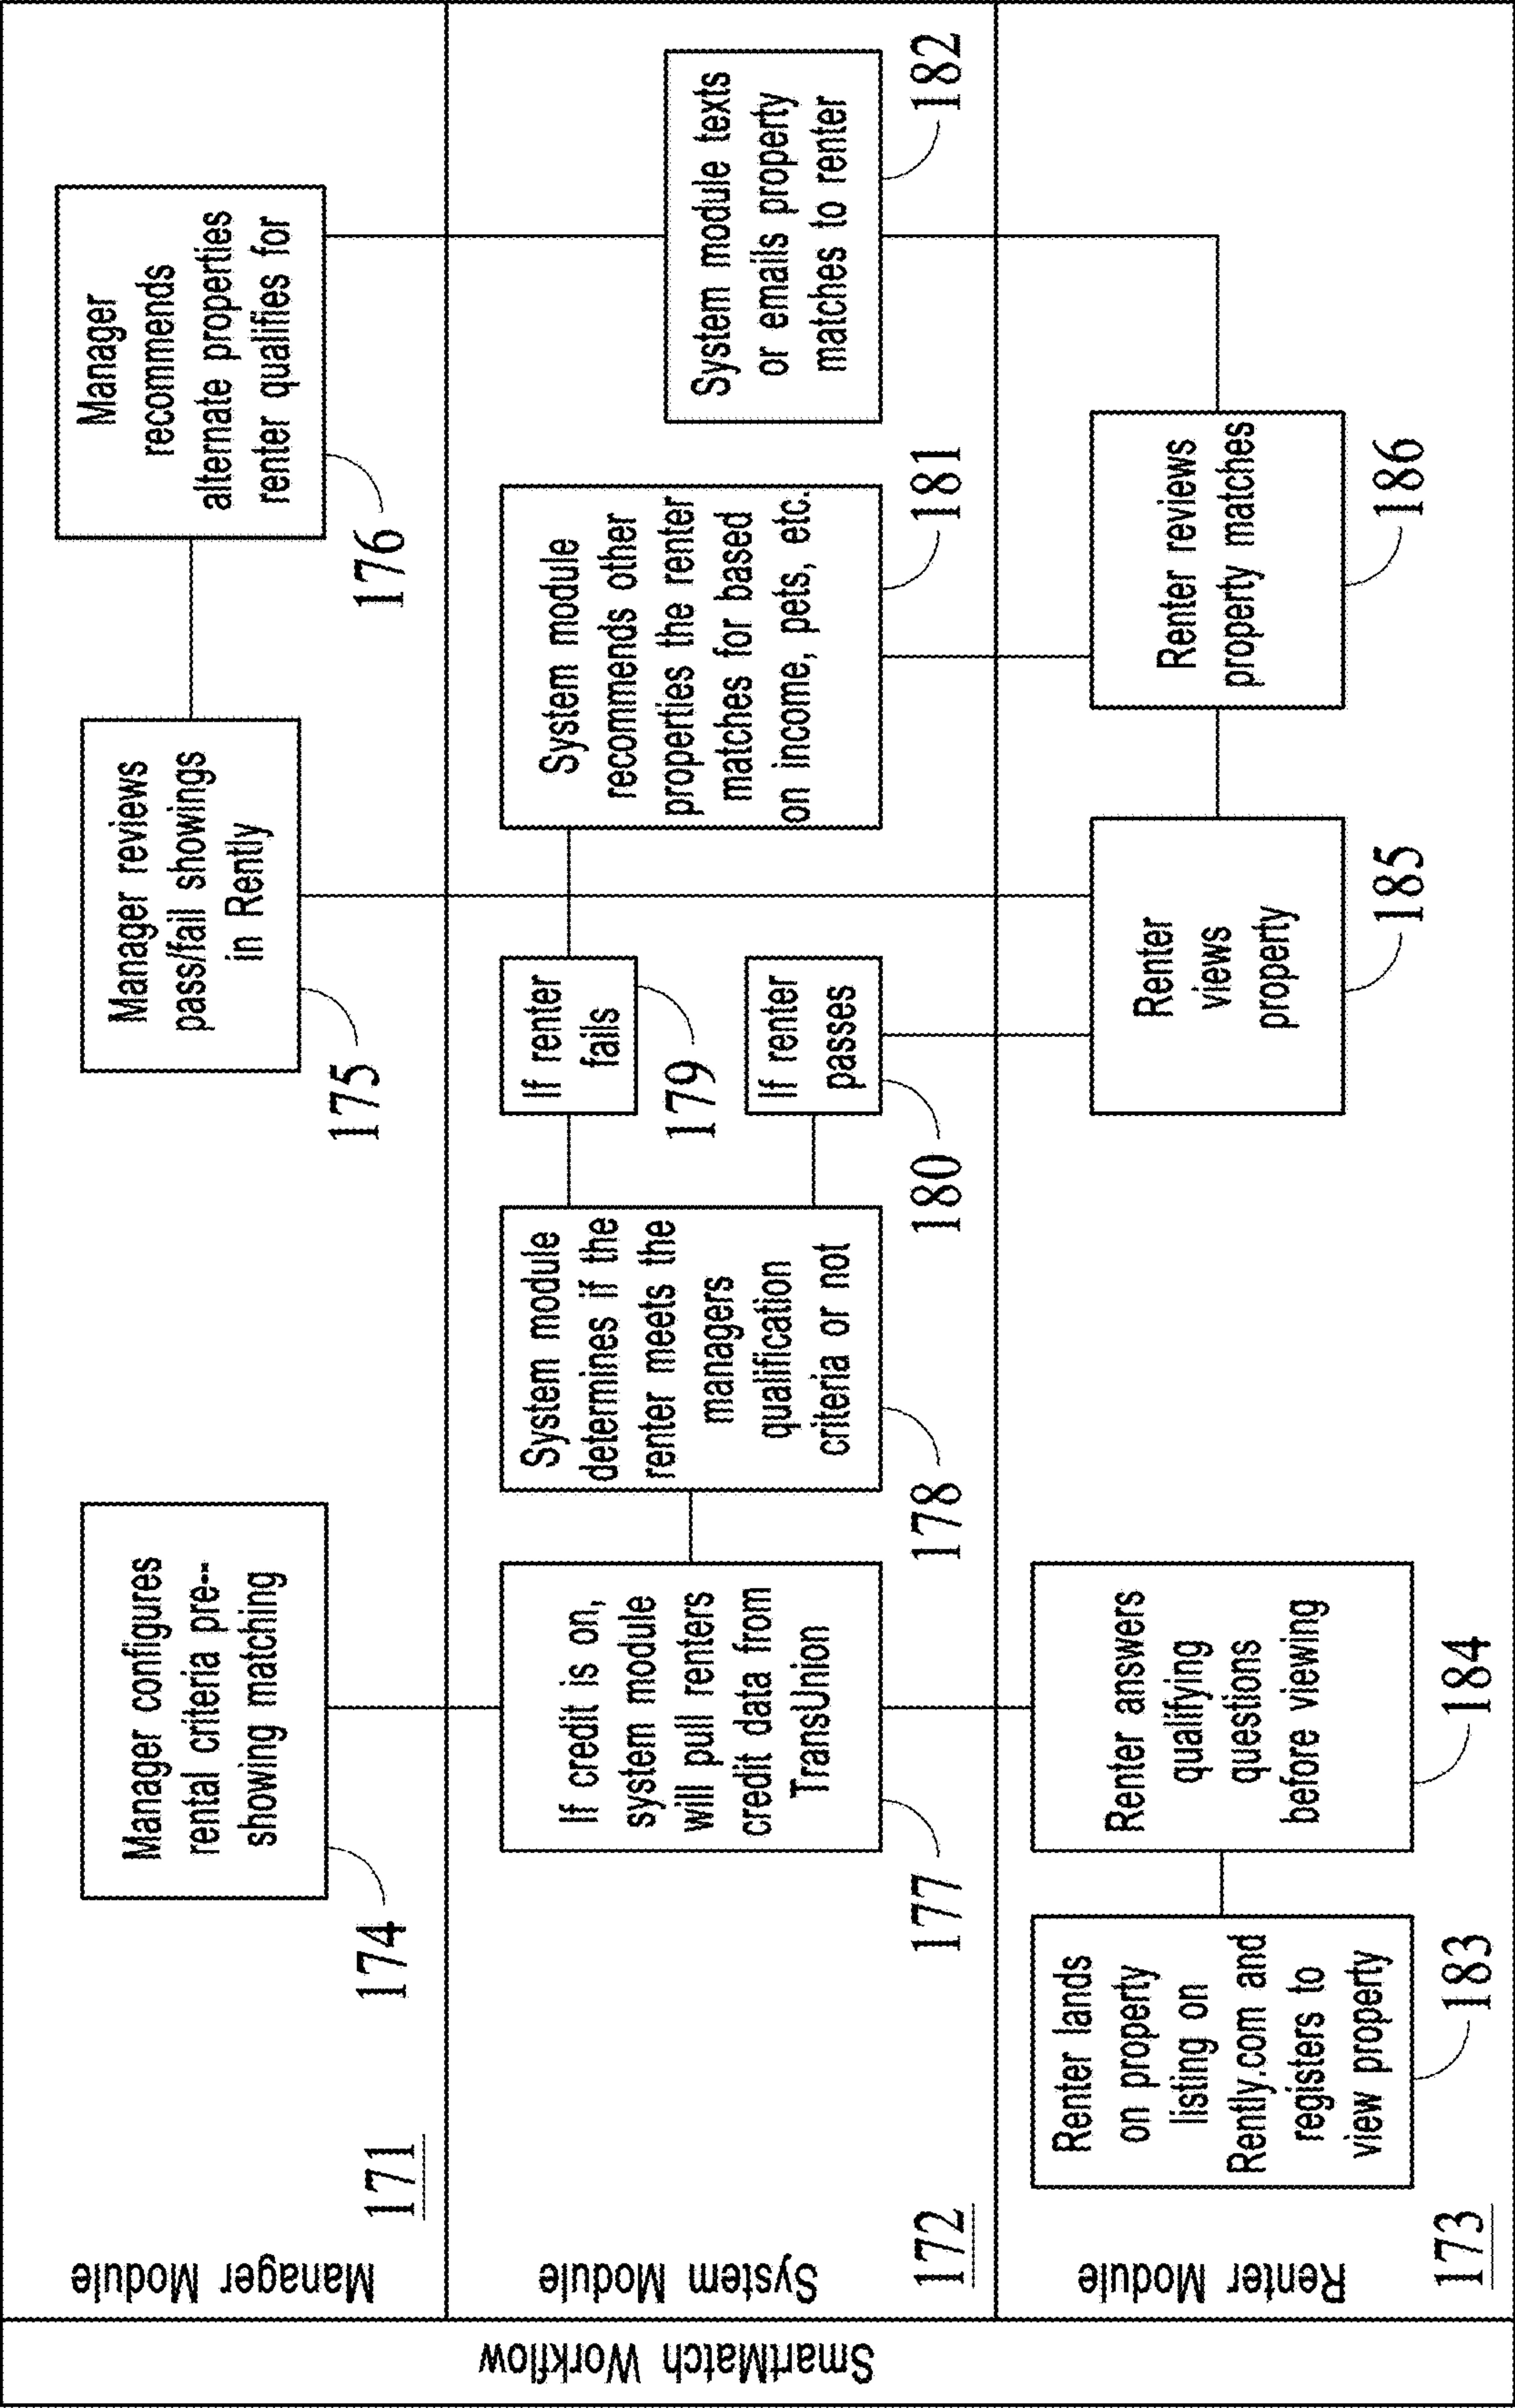 SmartMatch Workflow
Manager Module
171
Manager configures
rental criteria pre-
showing matching
174
Manager reviews
pass/fail showings
in Rently
175
Manager
recommends
alternate properties
renter qualifies for
176
System Module
172
If credit is on,
system module
will pull renters
credit data from
TransUnion
177
System module
determines if the
renter meets the
managers
qualification
criteria or not
178
If renter
fails
179
If renter
passes
180
System module
recommends other
properties the renter
matches for based
on income, pets, etc.
181
System module texts
or emails property
matches to renter
182
Renter Module
173
Renter lands
on property
listing on
Rently.com and
registers to
view property
183
Renter answers
qualifying
questions
before viewing
184
Renter
views
property
185
Renter reviews
property matches
186